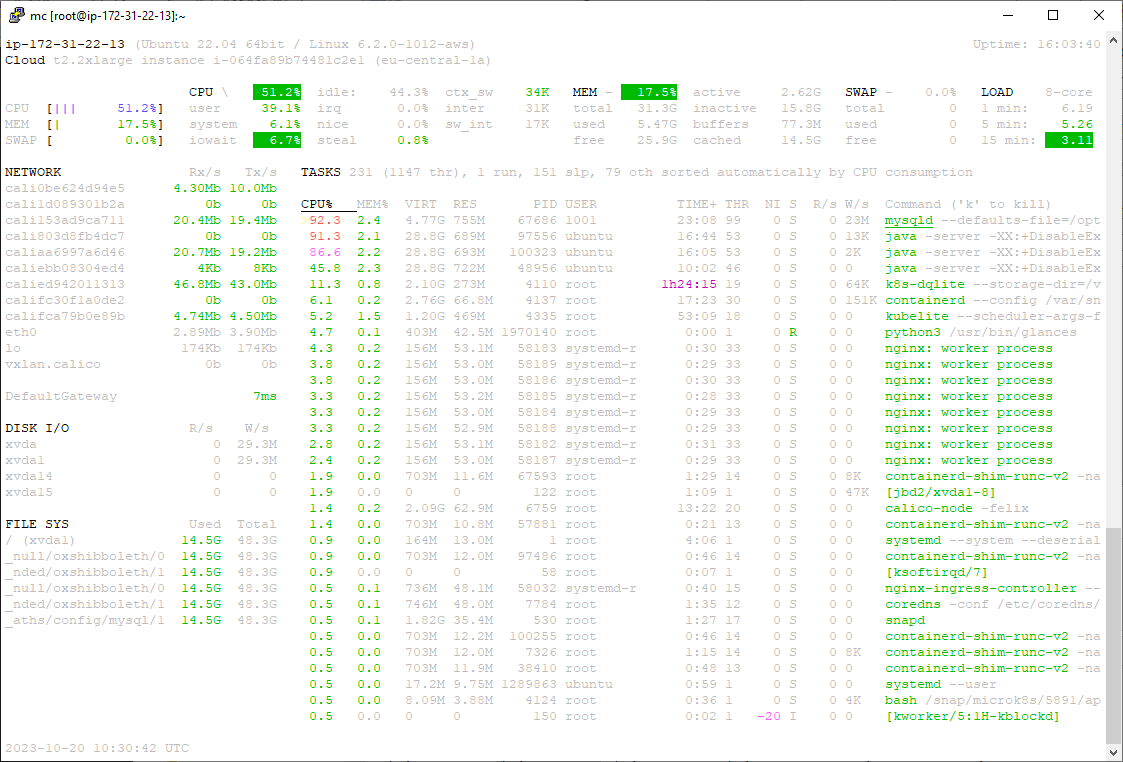 mc [root@ip-172-31-22-13]:~
ip-172-31-22-13 (Ubuntu 22.04 64bit / Linux 6.2.0-1012-aws) Uptime: 16:03:40
Cloud t2.2xlarge instance i-064fa89b74481c2e1 (eu-central-1a)
CPU \ 51.2% idle: 44.3% ctx_sw 34K MEM - 17.5% active 2.62G SWAP - 0.0% LOAD 8-core
CPU [||| 51.2%] user 39.1% irq 0.0% inter 31K total 31.3G inactive 15.8G total 0 1 min: 6.19
MEM [| 17.5%] system 6.1% nice 0.0% sw_int 17K used 5.47G buffers 77.3M used 0 5 min: 5.26
SWAP [ 0.0%] iowait 6.7% steal 0.8% free 25.9G cached 14.5G free 0 15 min: 3.11
NETWORK Rx/s Tx/s TASKS 231 (1147 thr), 1 run, 151 slp, 79 oth sorted automatically by CPU consumption
cali0be624d94e5 4.30Mb 10.0Mb
cali1d089301b2a 0b 0b CPU% MEM% VIRT RES PID USER TIME+ THR NI S R/s W/s Command ('k' to kill)
cali153ad9ca711 20.4Mb 19.4Mb >92.3 2.4 4.77G 755M 67686 1001 23:08 99 0 S 0 23M mysqld --defaults-file=/opt
cali803d8fb4dc7 0b 0b 91.3 2.1 28.8G 689M 97556 ubuntu 16:44 53 0 S 0 13K java -server -XX:+DisableEx
caliaa6997a6d46 20.7Mb 19.2Mb 86.6 2.2 28.8G 693M 100323 ubuntu 16:05 53 0 S 0 2K java -server -XX:+DisableEx
caliebb08304ed4 4Kb 8Kb 45.8 2.3 28.8G 722M 48956 ubuntu 10:02 46 0 S 0 0 java -server -XX:+DisableEx
calied942011313 46.8Mb 43.0Mb 11.3 0.8 2.10G 273M 4110 root 1h24:15 19 0 S 0 64K k8s-dqlite --storage-dir=/v
califc30f1a0de2 0b 0b 6.1 0.2 2.76G 66.8M 4137 root 17:23 30 0 S 0 151K containerd --config /var/sn
califca79b0e89b 4.74Mb 4.50Mb 5.2 1.5 1.20G 469M 4335 root 53:09 18 0 S 0 0 kubelite --scheduler-args-f
eth0 2.89Mb 3.90Mb 4.7 0.1 403M 42.5M 1970140 root 0:00 1 0 R 0 0 python3 /usr/bin/glances
lo 174Kb 174Kb 4.3 0.2 156M 53.1M 58183 systemd-r 0:30 33 0 S 0 0 nginx: worker process
vxlan.calico 0b 0b 3.8 0.2 156M 53.0M 58189 systemd-r 0:29 33 0 S 0 0 nginx: worker process
3.8 0.2 156M 53.0M 58186 systemd-r 0:30 33 0 S 0 0 nginx: worker process
DefaultGateway 7ms 3.3 0.2 156M 53.2M 58185 systemd-r 0:28 33 0 S 0 0 nginx: worker process
3.3 0.2 156M 53.0M 58184 systemd-r 0:29 33 0 S 0 0 nginx: worker process
DISK I/O R/s W/s 3.3 0.2 156M 52.9M 58188 systemd-r 0:29 33 0 S 0 0 nginx: worker process
xvda 0 29.3M 2.8 0.2 156M 53.1M 58182 systemd-r 0:31 33 0 S 0 0 nginx: worker process
xvda1 0 29.3M 2.4 0.2 156M 53.0M 58187 systemd-r 0:29 33 0 S 0 0 nginx: worker process
xvda14 0 0 1.9 0.0 703M 11.6M 67593 root 1:29 14 0 S 0 8K containerd-shim-runc-v2 -na
xvda15 0 0 1.9 0.0 0 0 122 root 1:09 1 0 S 0 47K [jbd2/xvda1-8]
1.4 0.2 2.09G 62.9M 6759 root 13:22 20 0 S 0 0 calico-node -felix
FILE SYS Used Total 1.4 0.0 703M 10.8M 57881 root 0:21 13 0 S 0 0 containerd-shim-runc-v2 -na
/ (xvda1) 14.5G 48.3G 0.9 0.0 164M 13.0M 1 root 4:06 1 0 S 0 0 systemd --system --deserial
_null/oxshibboleth/0 14.5G 48.3G 0.9 0.0 703M 12.0M 97486 root 0:46 14 0 S 0 0 containerd-shim-runc-v2 -na
_nded/oxshibboleth/1 14.5G 48.3G 0.9 0.0 0 0 58 root 0:07 1 0 S 0 0 [ksoftirqd/7]
_null/oxshibboleth/0 14.5G 48.3G 0.5 0.1 736M 48.1M 58032 systemd-r 0:40 15 0 S 0 0 nginx-ingress-controller --
_nded/oxshibboleth/1 14.5G 48.3G 0.5 0.1 746M 48.0M 7784 root 1:35 12 0 S 0 0 coredns -conf /etc/coredns/
_aths/config/mysql/1 14.5G 48.3G 0.5 0.1 1.82G 35.4M 530 root 1:27 17 0 S 0 0 snapd
0.5 0.0 703M 12.2M 100255 root 0:46 14 0 S 0 0 containerd-shim-runc-v2 -na
0.5 0.0 703M 12.0M 7326 root 1:15 14 0 S 0 8K containerd-shim-runc-v2 -na
0.5 0.0 703M 11.9M 38410 root 0:48 13 0 S 0 0 containerd-shim-runc-v2 -na
0.5 0.0 17.2M 9.75M 1289863 ubuntu 0:59 1 0 S 0 0 systemd --user
0.5 0.0 8.09M 3.88M 4124 root 0:36 1 0 S 0 4K bash /snap/microk8s/5891/ap
0.5 0.0 0 0 150 root 0:02 1 -20 I 0 0 [kworker/5:1H-kblockd]
2023-10-20 10:30:42 UTC